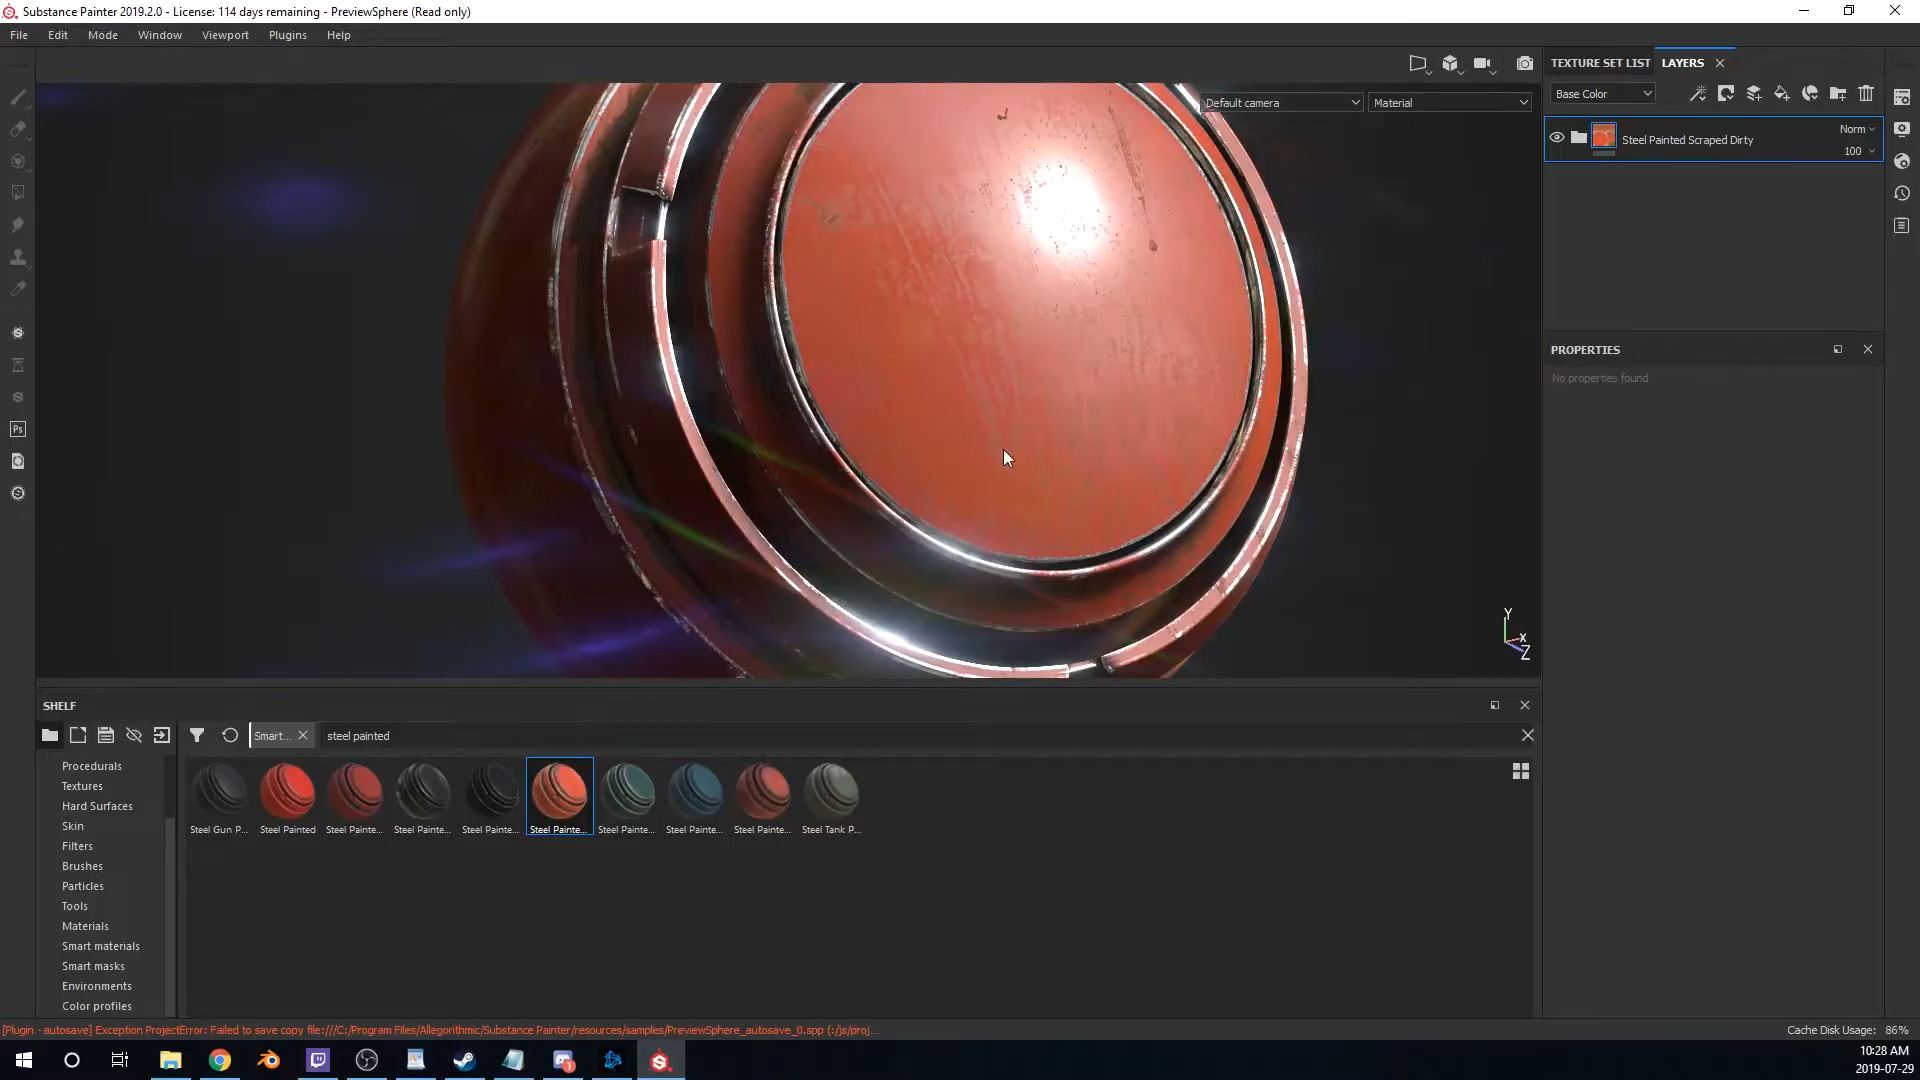 Substance Painter 2019.2.0 - License: 114 days remaining - PreviewSphere (Read only)
File Edit Mode Window Viewport Plugins Help
TEXTURE SET LIST LAYERS
Default camera Material
Base Color
Steel Painted Scraped Dirty
Norm
100
PROPERTIES
No properties found
Ps
Y
X
Z
SHELF
Smart... steel painted
Procedurals
Textures
Hard Surfaces
Skin
Filters
Brushes
Particles
Tools
Materials
Smart materials
Smart masks
Environments
Color profiles
Steel Gun P... Steel Painted Steel Painte... Steel Painte... Steel Painte... Steel Painte... Steel Painte... Steel Painte... Steel Painte... Steel Tank P...
[Plugin - autosave] Exception ProjectError: Failed to save copy file:///C:/Program Files/Allegorithmic/Substance Painter/resources/samples/PreviewSphere_autosave_0.spp (:/js/proj...
Cache Disk Usage: 86%
1
10:28 AM
2019-07-29